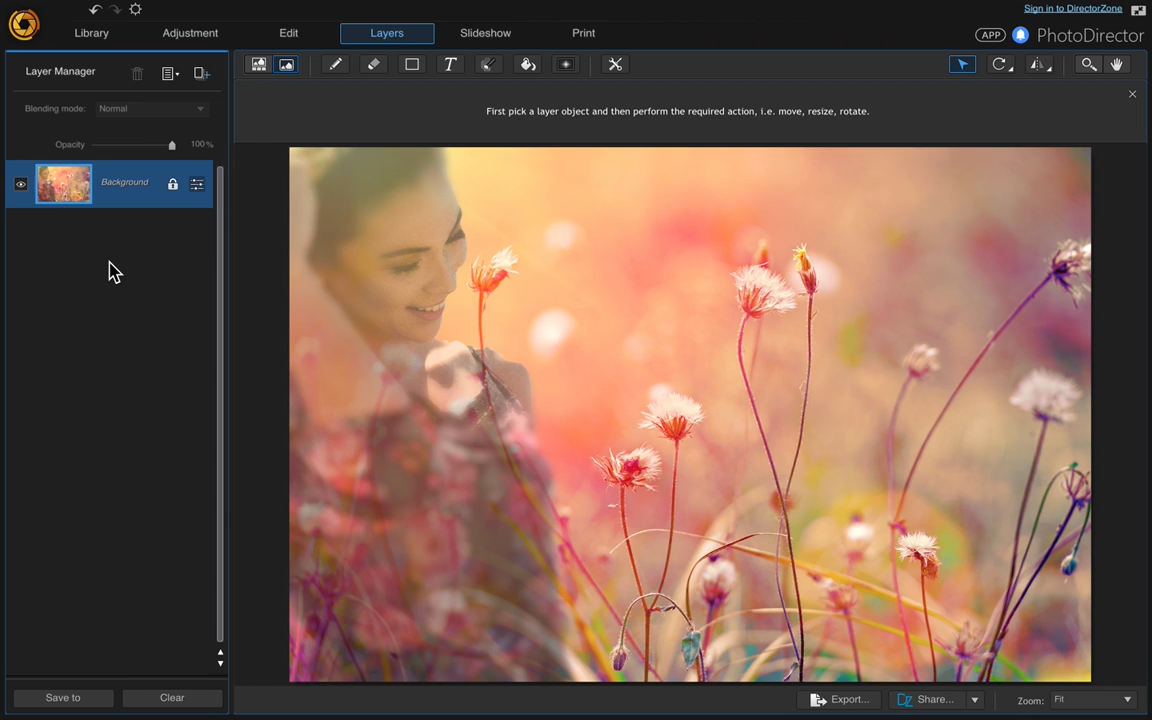 Sign in to DirectorZone
Library Adjustment Edit Layers Slideshow Print
APP PhotoDirector
Layer Manager
T
First pick a layer object and then perform the required action, i.e. move, resize, rotate.
Blending mode: Normal
Opacity 100%
Background
Save to Clear
Export... Share... Zoom: Fit